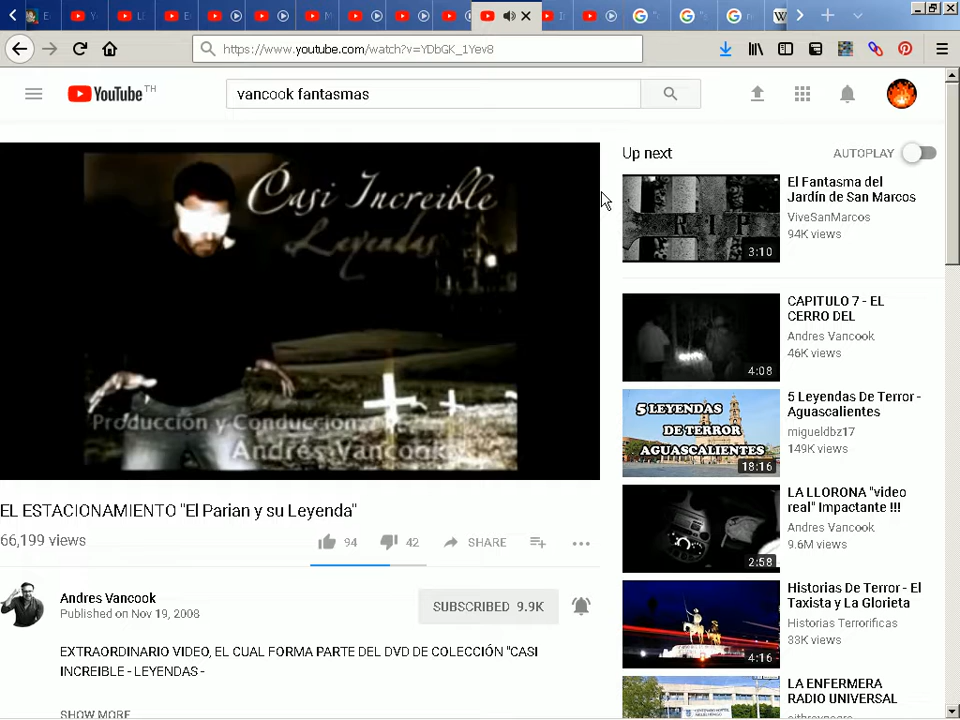 https://www.youtube.com/watch?v=YDbGK_1Yev8
YouTube TH
vancook fantasmas
Casi Increible
Leyendas
Producción y Conducción
Andrés Vancook
EL ESTACIONAMIENTO "El Parian y su Leyenda"
66,199 views
94
42
SHARE
Andres Vancook
Published on Nov 19, 2008
SUBSCRIBED 9.9K
EXTRAORDINARIO VIDEO, EL CUAL FORMA PARTE DEL DVD DE COLECCIÓN "CASI
INCREIBLE - LEYENDAS -
SHOW MORE
Up next
AUTOPLAY
RIP
3:10
El Fantasma del
Jardín de San Marcos
ViveSanMarcos
94K views
4:08
CAPITULO 7 - EL
CERRO DEL
Andres Vancook
46K views
5 LEYENDAS
DE TERROR
AGUASCALIENTES
18:16
5 Leyendas De Terror -
Aguascalientes
migueldbz17
149K views
2:58
LA LLORONA "video
real" Impactante !!!
Andres Vancook
9.6M views
4:16
Historias De Terror - El
Taxista y La Glorieta
Historias Terrorificas
33K views
LA ENFERMERA
RADIO UNIVERSAL